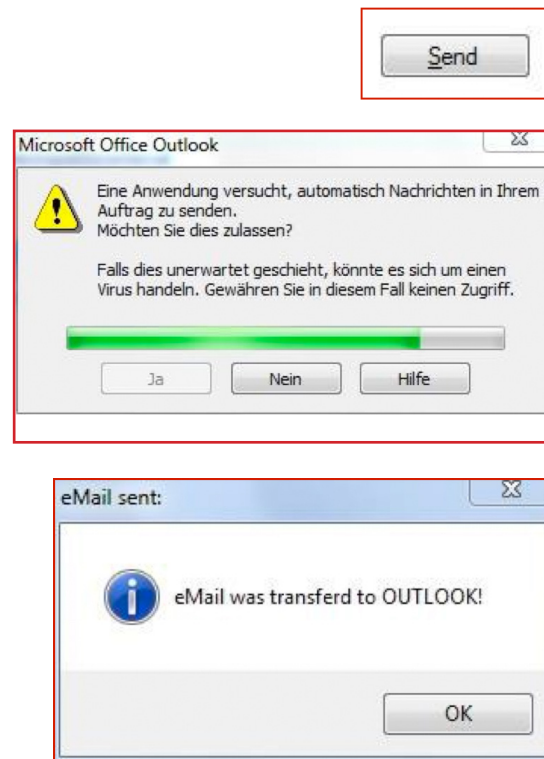 Send
Microsoft Office Outlook
Eine Anwendung versucht, automatisch Nachrichten in Ihrem
Auftrag zu senden.
Möchten Sie dies zulassen?
Falls dies unerwartet geschieht, könnte es sich um einen
Virus handeln. Gewähren Sie in diesem Fall keinen Zugriff.
Ja Nein Hilfe
eMail sent:
eMail was transferd to OUTLOOK!
OK